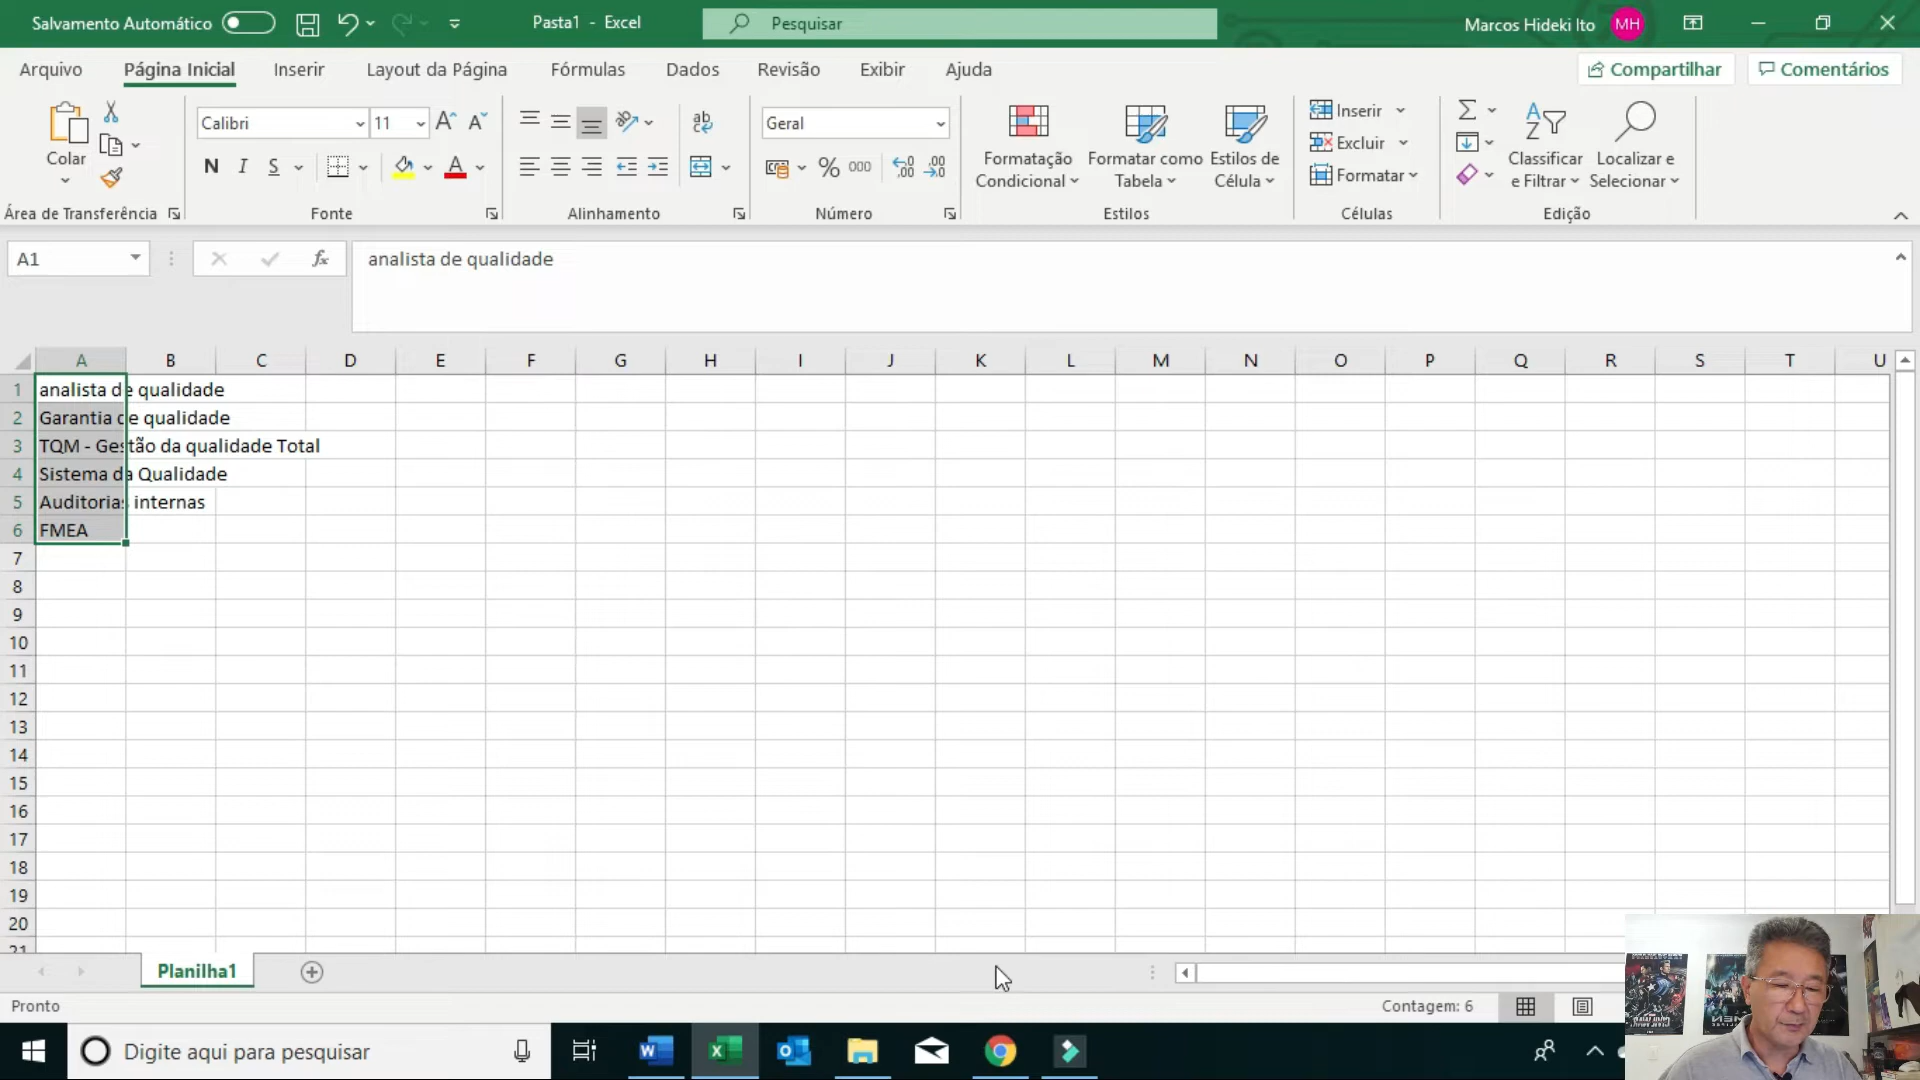 Salvamento Automático
Pasta1 - Excel
Pesquisar
Marcos Hideki Ito
MH
Arquivo
Página Inicial
Inserir
Layout da Página
Fórmulas
Dados
Revisão
Exibir
Ajuda
Compartilhar
Comentários
Colar
Calibri
11
N I S
Geral
% 000
Formatação Condicional
Formatar como Tabela
Estilos de Célula
Inserir
Excluir
Formatar
Classificar e Filtrar
Localizar e Selecionar
Área de Transferência
Fonte
Alinhamento
Número
Estilos
Células
Edição
A1
fx
analista de qualidade
A B C D E F G H I J K L M N O P Q R S T U
1 analista de qualidade
2 Garantia de qualidade
3 TQM - Gestão da qualidade Total
4 Sistema da Qualidade
5 Auditorias internas
6 FMEA
7
8
9
10
11
12
13
14
15
16
17
18
19
20
21
Planilha1
Pronto
Contagem: 6
Digite aqui para pesquisar